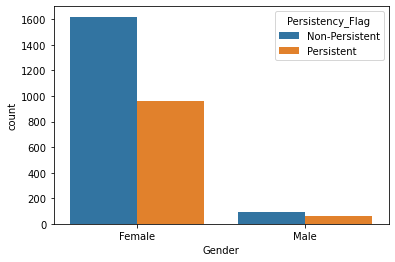 1600
1400
1200
1000
800
600
400
200
0
count
Persistency_Flag
Non-Persistent
Persistent
Female
Male
Gender